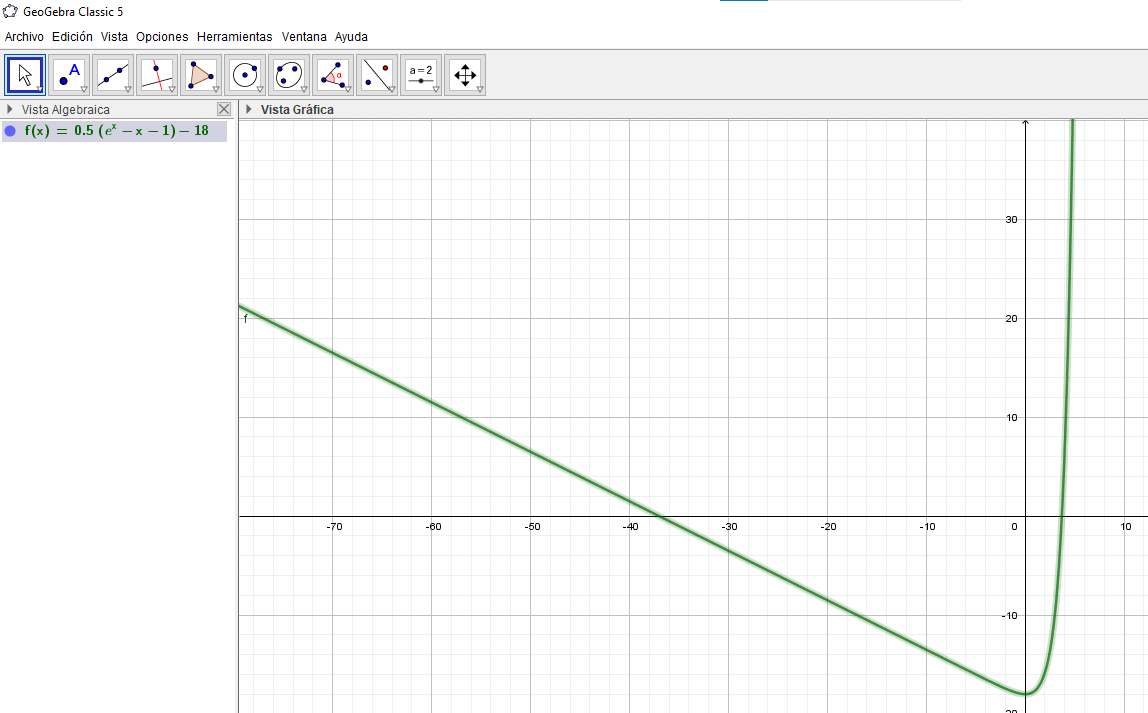 GeoGebra Classic 5
Archivo Edición Vista Opciones Herramientas Ventana Ayuda
A α a=2
Vista Algebraica
Vista Gráfica
f(x) = 0.5 (eˣ − x − 1) − 18
30
20
f
10
-70 -60 -50 -40 -30 -20 -10 0 10
-10